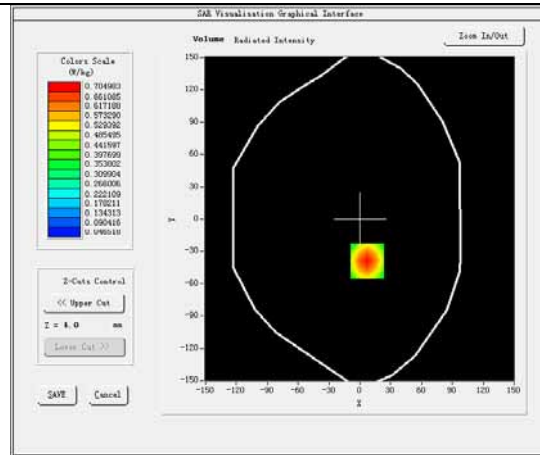 SAR Visualisation Graphical Interface
Volume Radiated Intensity
Zoom In/Out
Colors Scale
(W/kg)
0.704983
0.661085
0.617188
0.573290
0.529392
0.485495
0.441597
0.397699
0.353802
0.309904
0.266006
0.222109
0.178211
0.134313
0.090416
0.046518
Z-Cuts Control
<< Upper Cut
Z = 4.0 mm
Lower Cut >>
SAVE Cancel
150
120
90
60
30
0
-30
-60
-90
-120
-150
Y
-150 -120 -90 -60 -30 0 30 60 90 120 150
X